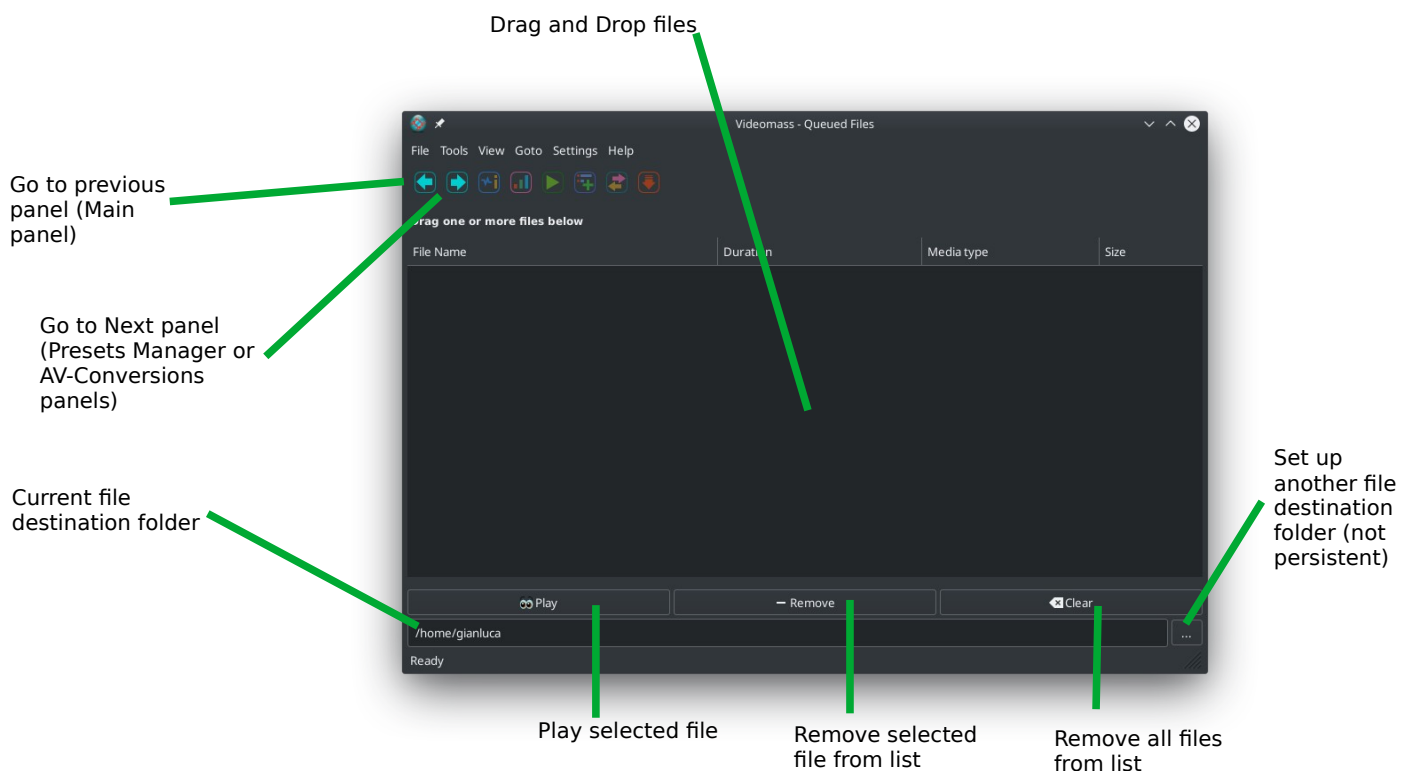 Drag and Drop files
Videomass - Queued Files
File Tools View Goto Settings Help
Go to previous
panel (Main
panel)
Drag one or more files below
File Name Duration Media type Size
Go to Next panel
(Presets Manager or
AV-Conversions
panels)
Set up
another file
destination
folder (not
persistent)
Current file
destination folder
Play
Remove
Clear
/home/gianluca
...
Ready
Play selected file
Remove selected
file from list
Remove all files
from list